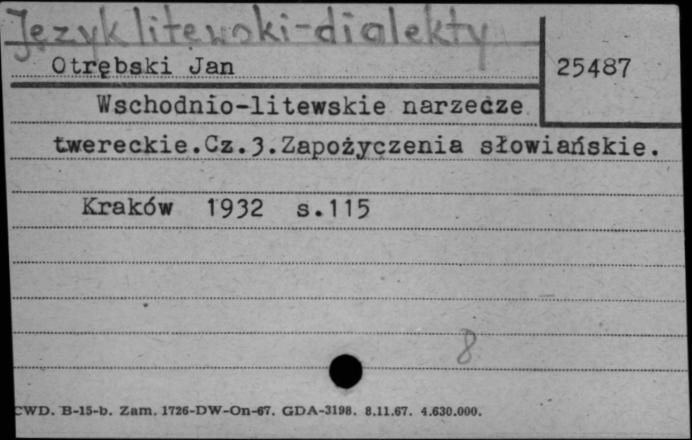 Język litewski-dialekty
Otrębski Jan
25487
Wschodnio-litewskie narzecze
twereckie.Cz.3.Zapożyczenia słowiańskie.
Kraków 1932 s.115
8
CWD. B-15-b. Zam. 1726-DW-On-67. GDA-3198. 8.11.67. 4.630.000.